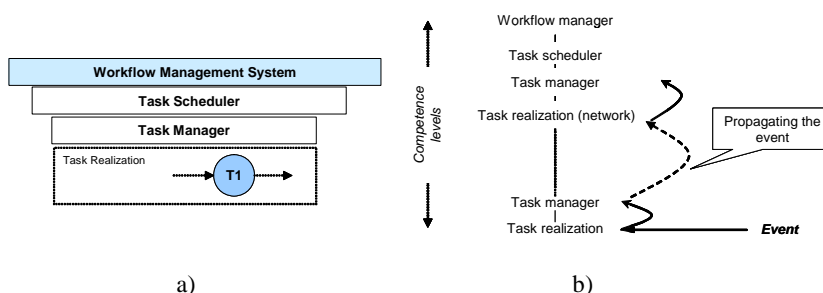 Workflow Management System
Task Scheduler
Task Manager
Task Realization
T1
a)
Competence
levels
Workflow manager
Task scheduler
Task manager
Task realization (network)
Propagating the
event
Task manager
Task realization
Event
b)